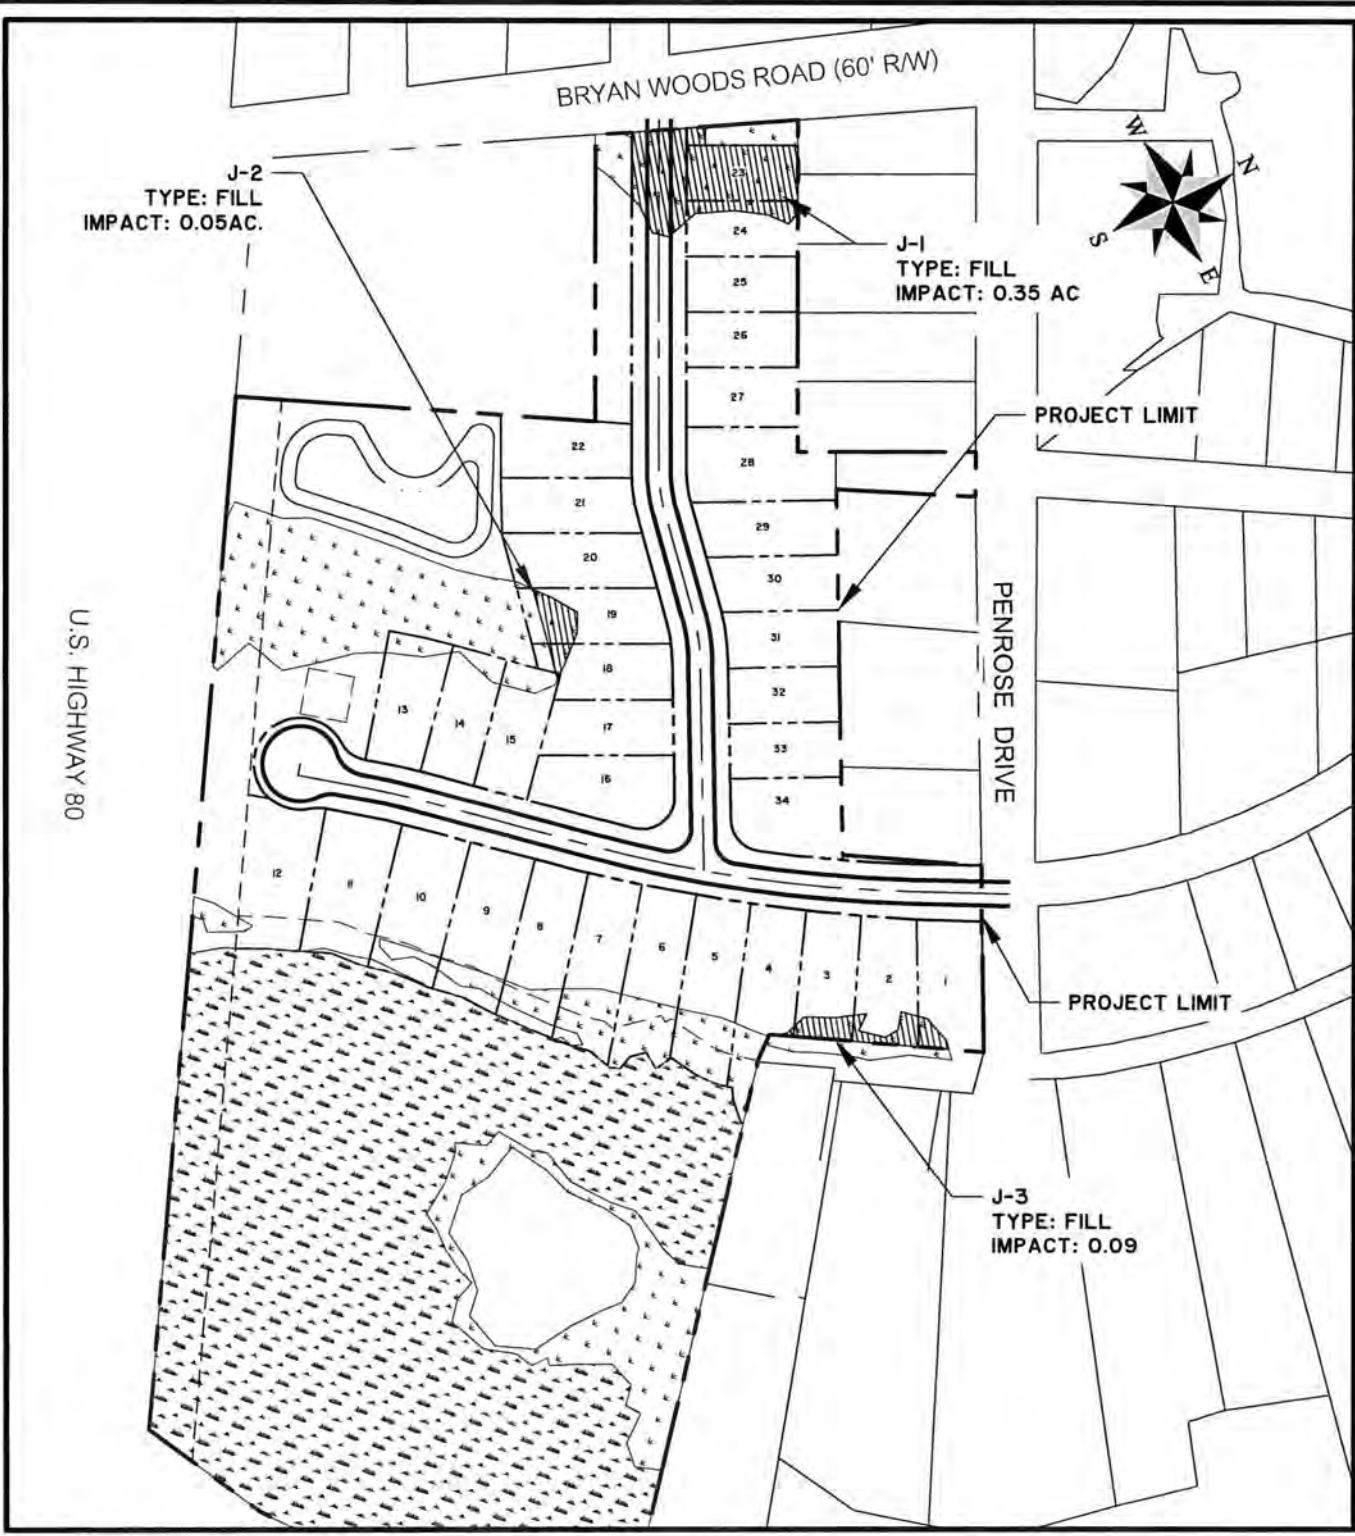 BRYAN WOODS ROAD (60' R/W)
J-2
TYPE: FILL
IMPACT: 0.05AC.
W
N
S
E
23
24
J-1
TYPE: FILL
IMPACT: 0.35 AC
25
26
27
PROJECT LIMIT
22
28
21
29
20
30
19
31
18
32
17
33
16
34
13
14
15
U.S. HIGHWAY 80
PENROSE DRIVE
12
11
10
9
8
7
6
5
4
3
2
1
PROJECT LIMIT
J-3
TYPE: FILL
IMPACT: 0.09